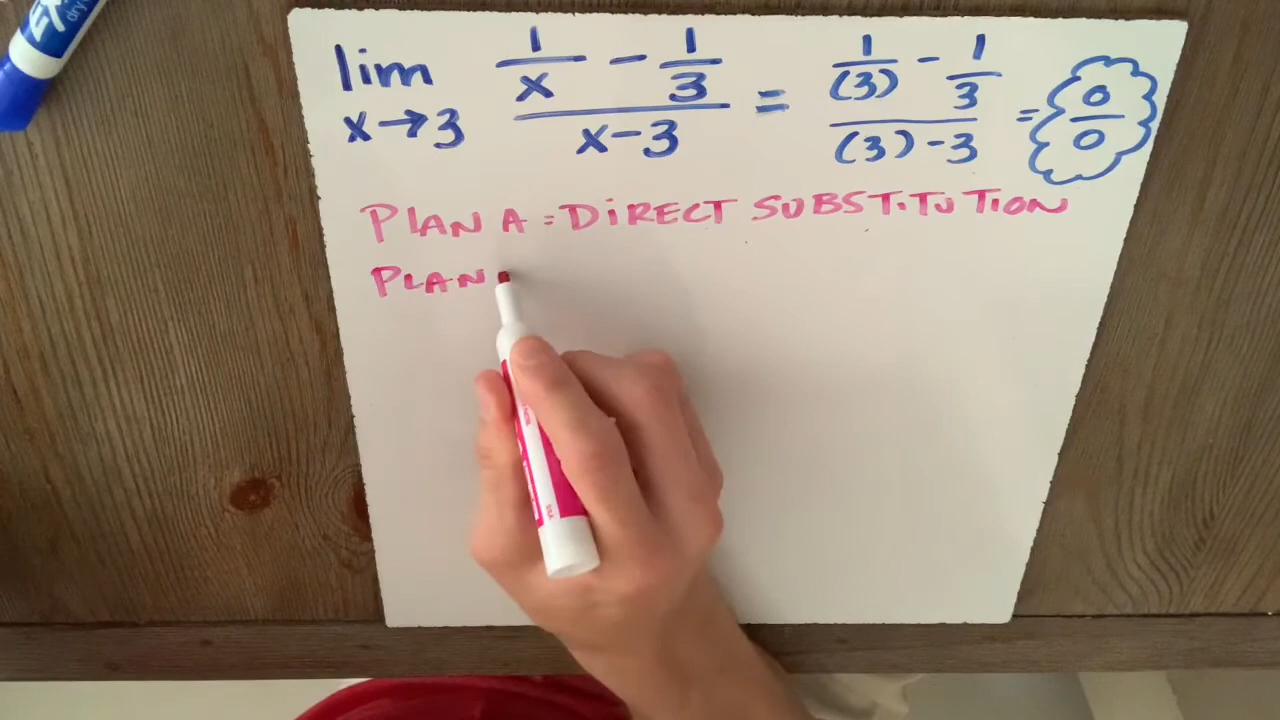 lim x→3 (1/x - 1/3)/(x-3) = (1/(3) - 1/3)/((3)-3) = 0/0
PLAN A = DIRECT SUBSTITUTION
PLAN